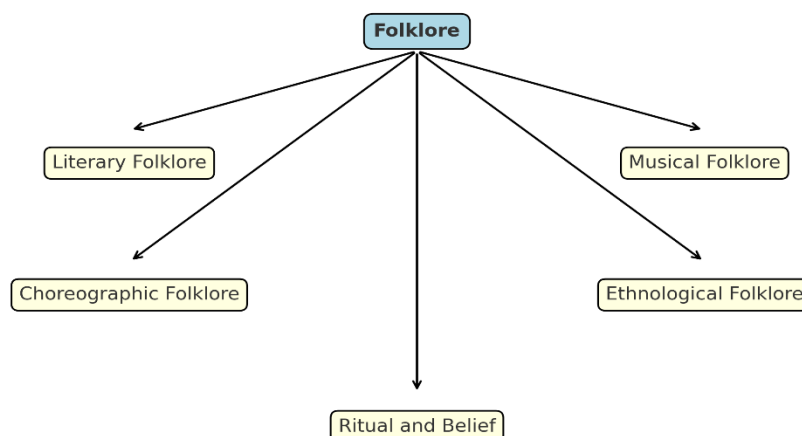 Folklore
Literary Folklore
Musical Folklore
Choreographic Folklore
Ethnological Folklore
Ritual and Belief